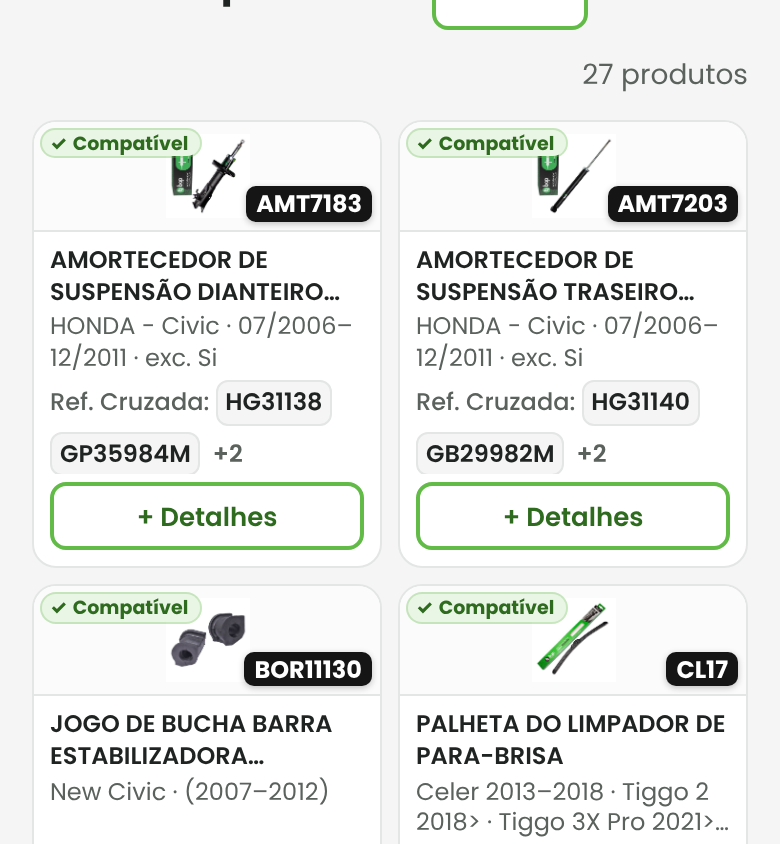 27 produtos
✓ Compatível
AMT7183
AMORTECEDOR DE
SUSPENSÃO DIANTEIRO...
HONDA - Civic · 07/2006–
12/2011 · exc. Si
Ref. Cruzada: HG31138
GP35984M +2
+ Detalhes
✓ Compatível
AMT7203
AMORTECEDOR DE
SUSPENSÃO TRASEIRO...
HONDA - Civic · 07/2006–
12/2011 · exc. Si
Ref. Cruzada: HG31140
GB29982M +2
+ Detalhes
✓ Compatível
BOR11130
JOGO DE BUCHA BARRA
ESTABILIZADORA...
New Civic · (2007–2012)
✓ Compatível
CL17
PALHETA DO LIMPADOR DE
PARA-BRISA
Celer 2013–2018 · Tiggo 2
2018> · Tiggo 3X Pro 2021>...